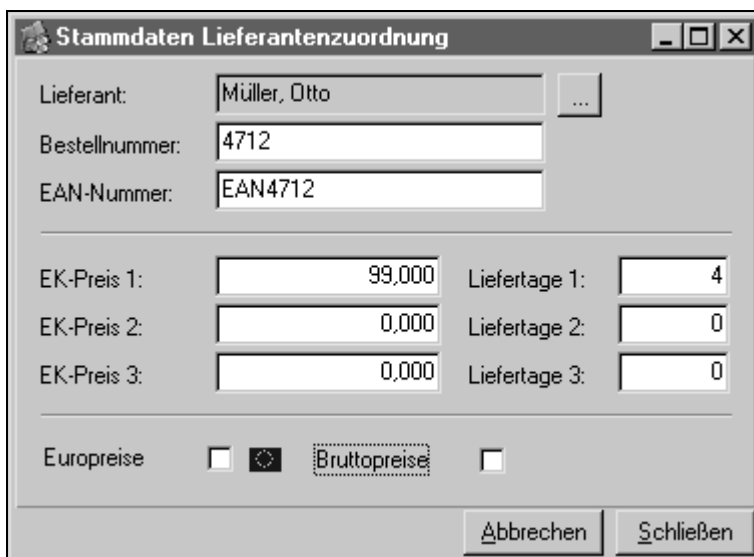 Stammdaten Lieferantenzuordnung
Lieferant: Müller, Otto ...
Bestellnummer: 4712
EAN-Nummer: EAN4712
EK-Preis 1: 99,000 Liefertage 1: 4
EK-Preis 2: 0,000 Liefertage 2: 0
EK-Preis 3: 0,000 Liefertage 3: 0
Europreise Bruttopreise
Abbrechen Schließen